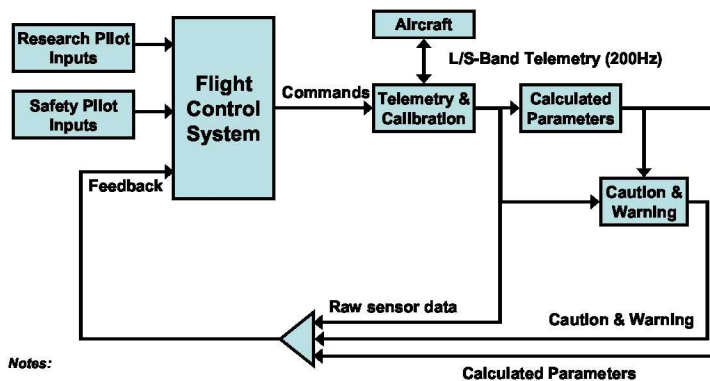 Research Pilot
Inputs
Safety Pilot
Inputs
Flight
Control
System
Feedback
Commands
Aircraft
L/S-Band Telemetry (200Hz)
Telemetry &
Calibration
Calculated
Parameters
Caution &
Warning
Raw sensor data
Caution & Warning
Calculated Parameters
Notes: